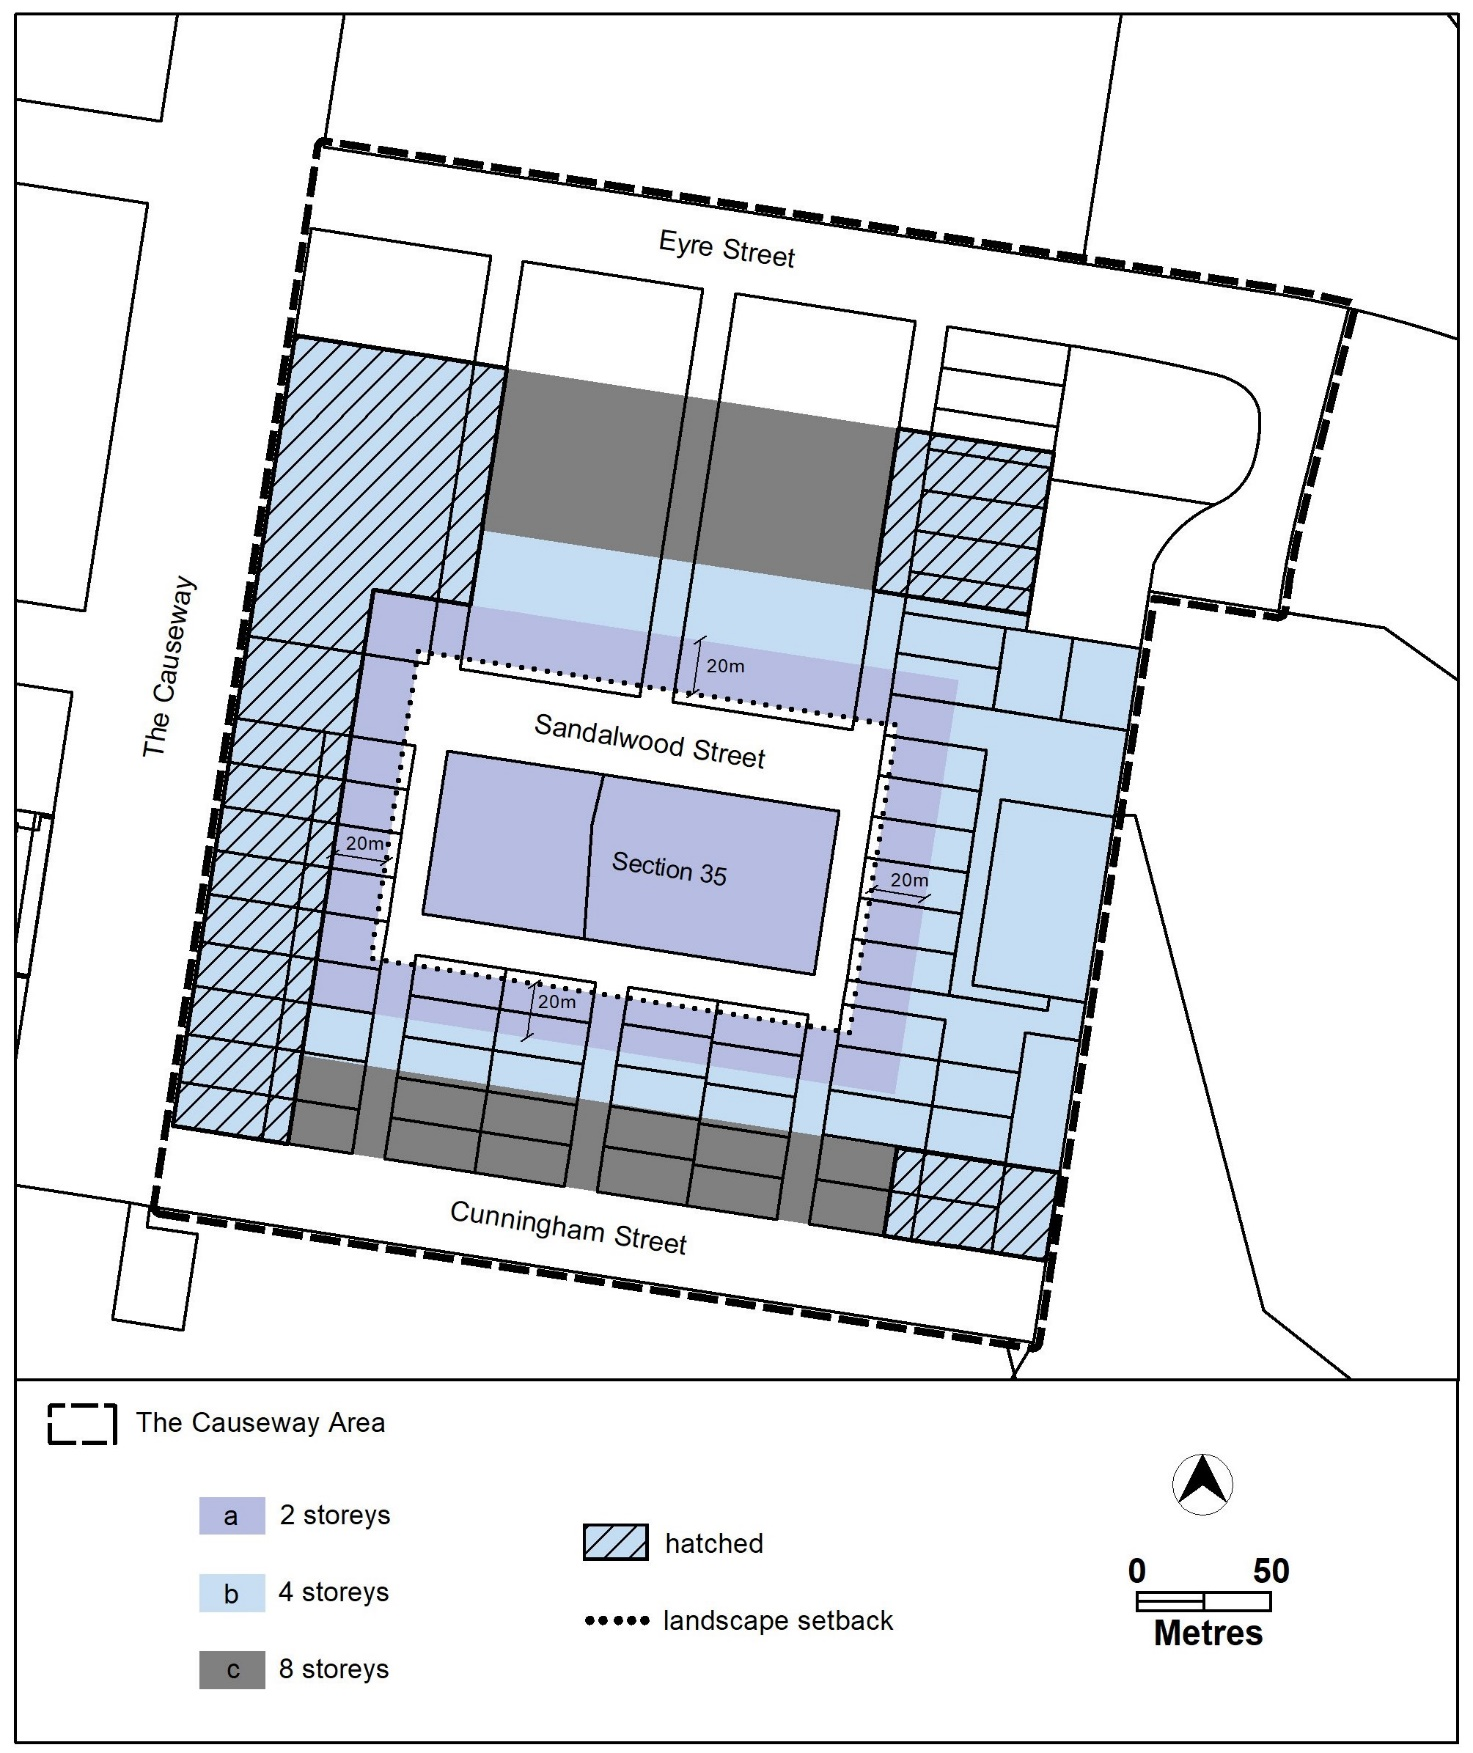 Eyre Street
The Causeway
20m
Sandalwood Street
20m
Section 35
20m
20m
Cunningham Street
The Causeway Area
a 2 storeys
b 4 storeys
c 8 storeys
hatched
landscape setback
0 50
Metres